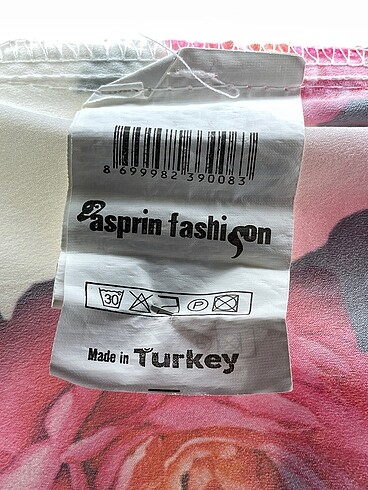 8 699982 390083
Pasprin fashion
30 P
Made in Turkey